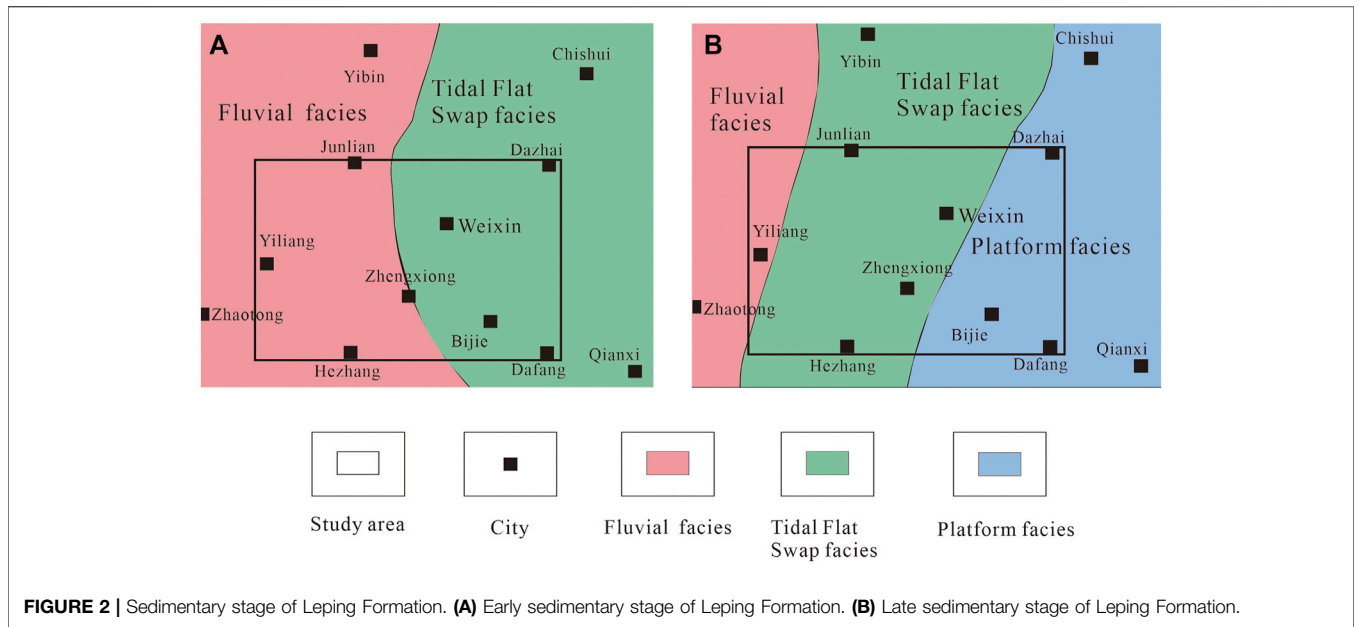 A
Yibin
Chishui
Tidal Flat
Swap facies
Fluvial facies
Junlian
Dazhai
Weixin
Yiliang
Zhengxiong
Zhaotong
Bijie
Hezhang
Dafang
Qianxi
B
Yibin
Chishui
Tidal Flat
Swap facies
Fluvial
facies
Junlian
Dazhai
Weixin
Yiliang
Platform facies
Zhengxiong
Zhaotong
Bijie
Hezhang
Dafang
Qianxi
Study area
City
Fluvial facies
Tidal Flat
Swap facies
Platform facies
FIGURE 2 | Sedimentary stage of Leping Formation. (A) Early sedimentary stage of Leping Formation. (B) Late sedimentary stage of Leping Formation.